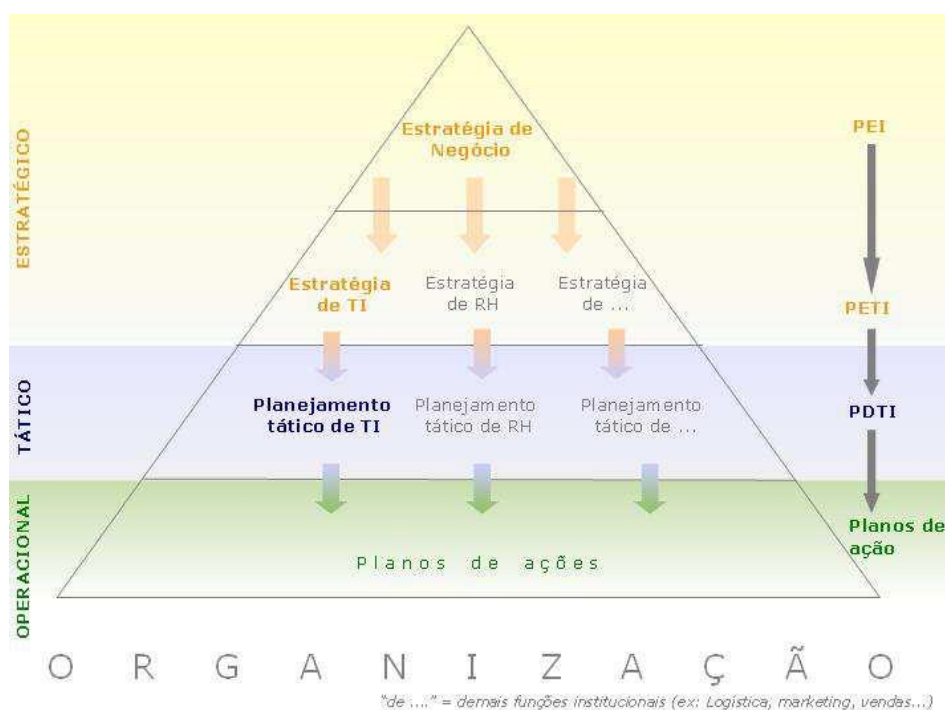 ESTRATÉGICO
Estratégia de
Negócio
PEI
Estratégia
de TI
Estratégia
de RH
Estratégia
de ...
PETI
TÁTICO
Planejamento
tático de TI
Planejamento
tático de RH
Planejamento
tático de ...
PDTI
OPERACIONAL
Planos de ações
Planos de
ação
ORGANIZAÇÃO
"de ...." = demais funções institucionais (ex: Logística, marketing, vendas...)